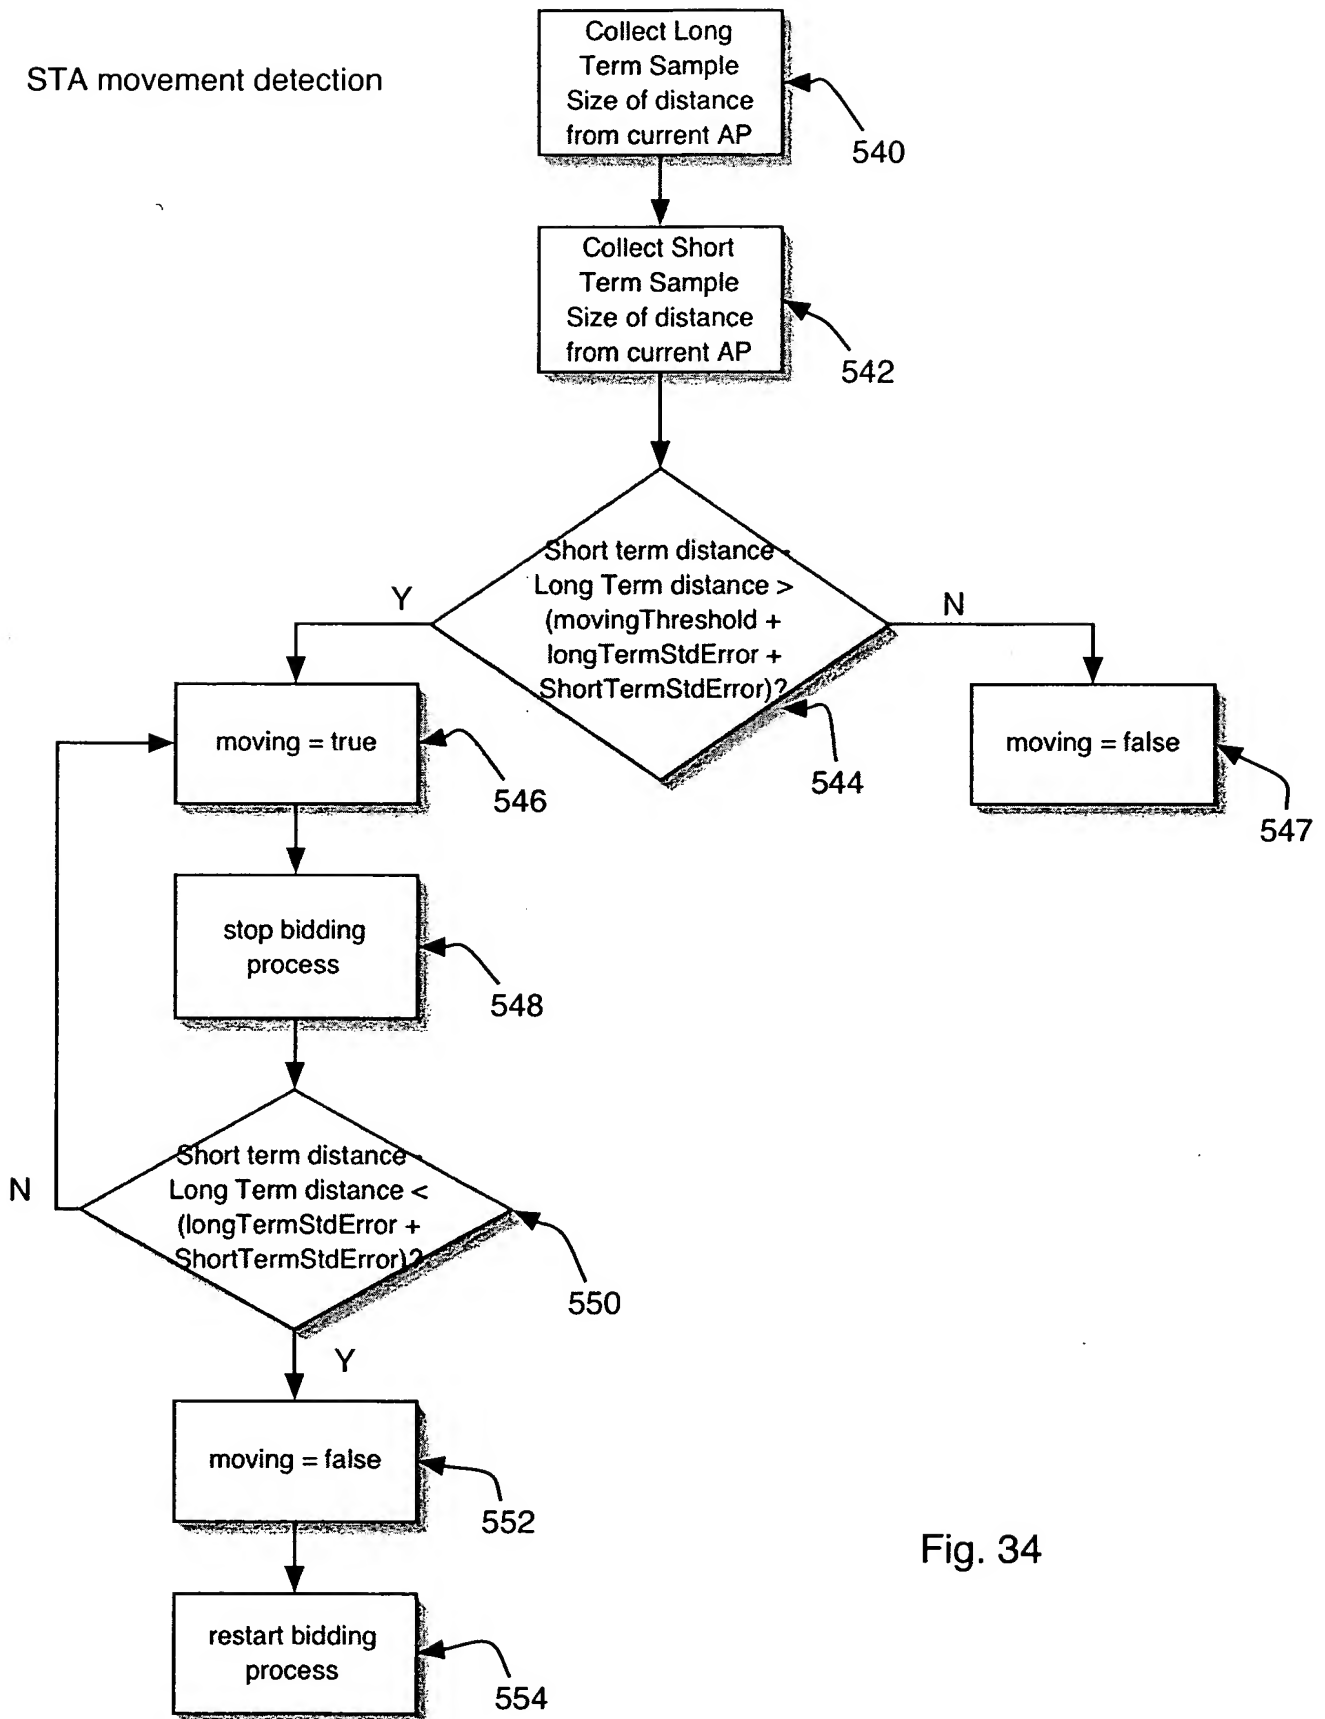 STA movement detection
Collect Long
Term Sample
Size of distance
from current AP
540
Collect Short
Term Sample
Size of distance
from current AP
542
Short term distance -
Long Term distance >
(movingThreshold +
longTermStdError +
ShortTermStdError)?
Y
N
544
moving = true
546
moving = false
547
stop bidding
process
548
Short term distance -
Long Term distance <
(longTermStdError +
ShortTermStdError)?
N
550
Y
moving = false
552
restart bidding
process
554
Fig. 34